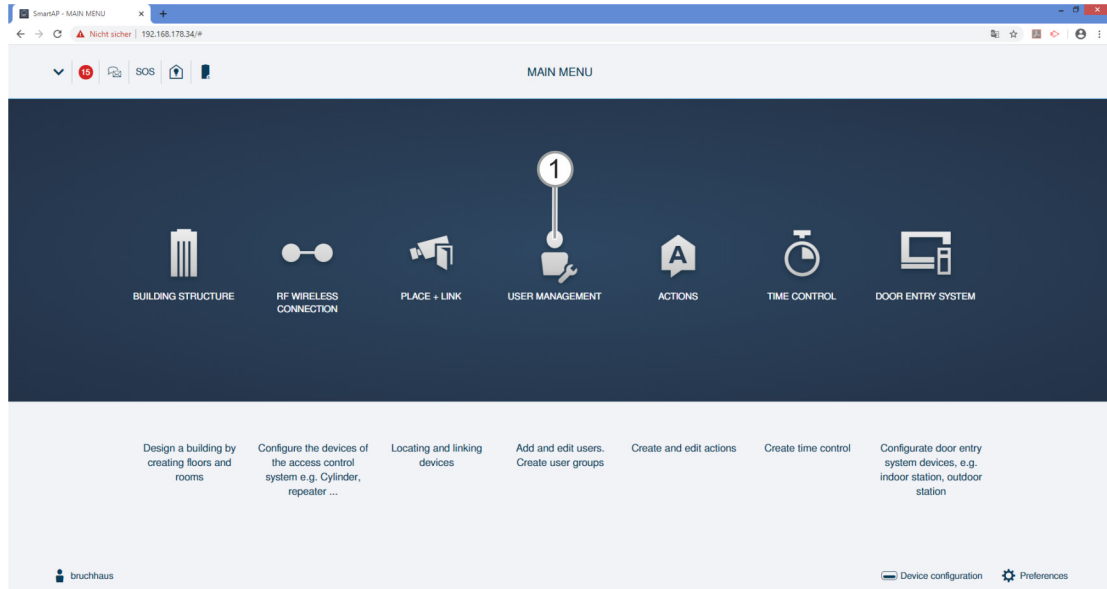 SmartAP - MAIN MENU
Nicht sicher | 192.168.178.34/#
15
SOS
MAIN MENU
1
A
BUILDING STRUCTURE
RF WIRELESS
CONNECTION
PLACE + LINK
USER MANAGEMENT
ACTIONS
TIME CONTROL
DOOR ENTRY SYSTEM
Design a building by
creating floors and
rooms
Configure the devices of
the access control
system e.g. Cylinder,
repeater ...
Locating and linking
devices
Add and edit users.
Create user groups
Create and edit actions
Create time control
Configurate door entry
system devices, e.g.
indoor station, outdoor
station
bruchhaus
Device configuration
Preferences